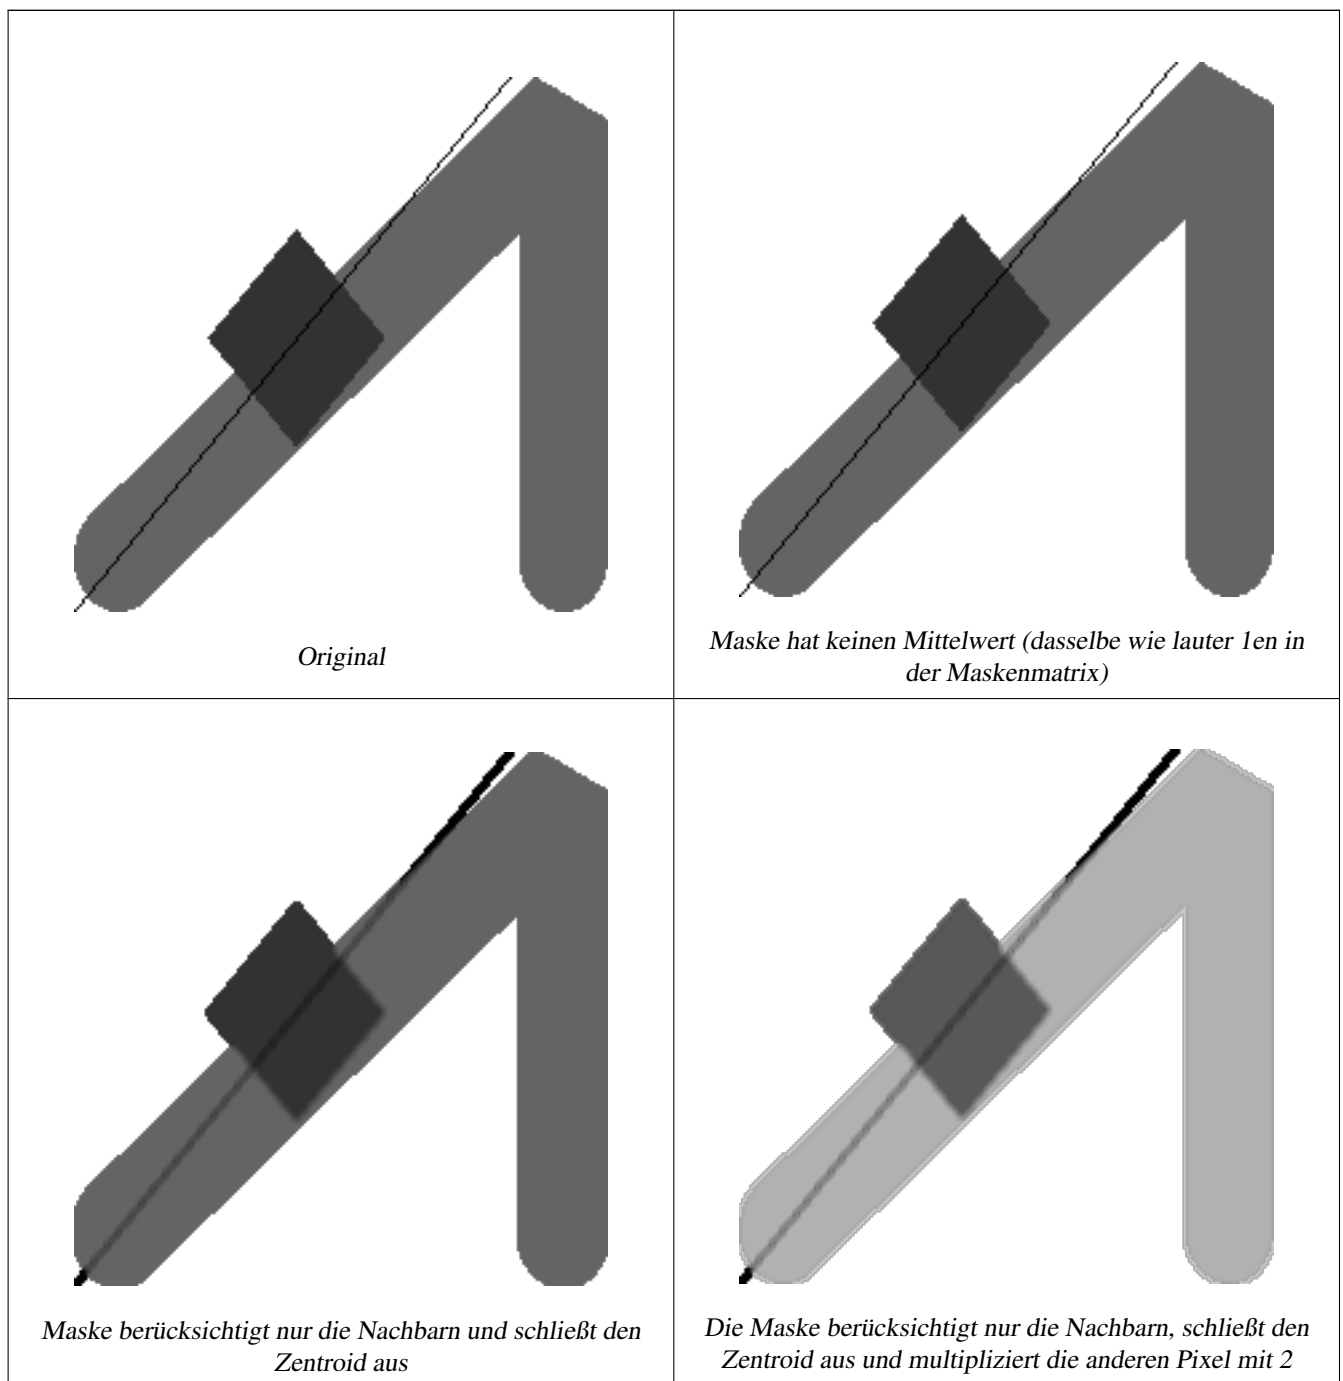 Original
Maske hat keinen Mittelwert (dasselbe wie lauter 1en in
der Maskenmatrix)
Maske berücksichtigt nur die Nachbarn und schließt den
Zentroid aus
Die Maske berücksichtigt nur die Nachbarn, schließt den
Zentroid aus und multipliziert die anderen Pixel mit 2